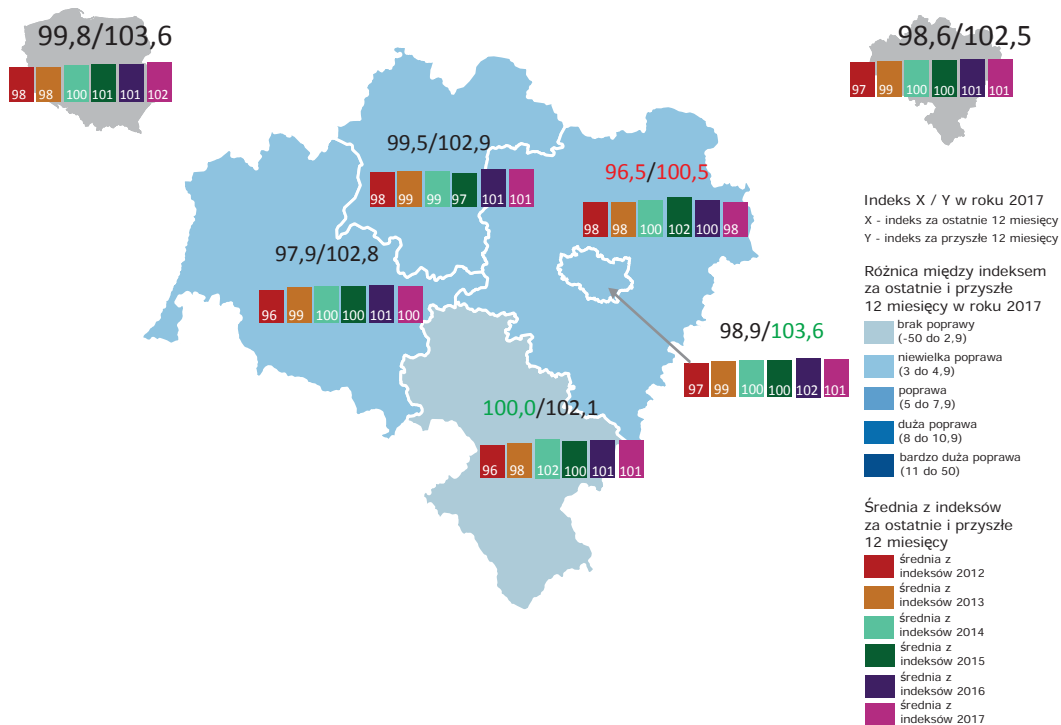 99,8/103,6
98 98 100 101 101 102
98,6/102,5
97 99 100 100 101 101
99,5/102,9
98 99 99 97 101 101
96,5/100,5
98 98 100 102 100 98
97,9/102,8
96 99 100 100 101 100
98,9/103,6
97 99 100 100 102 101
100,0/102,1
96 98 102 100 101 101
Indeks X / Y w roku 2017
X - indeks za ostatnie 12 miesięcy
Y - indeks za przyszłe 12 miesięcy
Różnica między indeksem
za ostatnie i przyszłe
12 miesięcy w roku 2017
brak poprawy
(-50 do 2,9)
niewielka poprawa
(3 do 4,9)
poprawa
(5 do 7,9)
duża poprawa
(8 do 10,9)
bardzo duża poprawa
(11 do 50)
Średnia z indeksów
za ostatnie i przyszłe
12 miesięcy
średnia z
indeksów 2012
średnia z
indeksów 2013
średnia z
indeksów 2014
średnia z
indeksów 2015
średnia z
indeksów 2016
średnia z
indeksów 2017